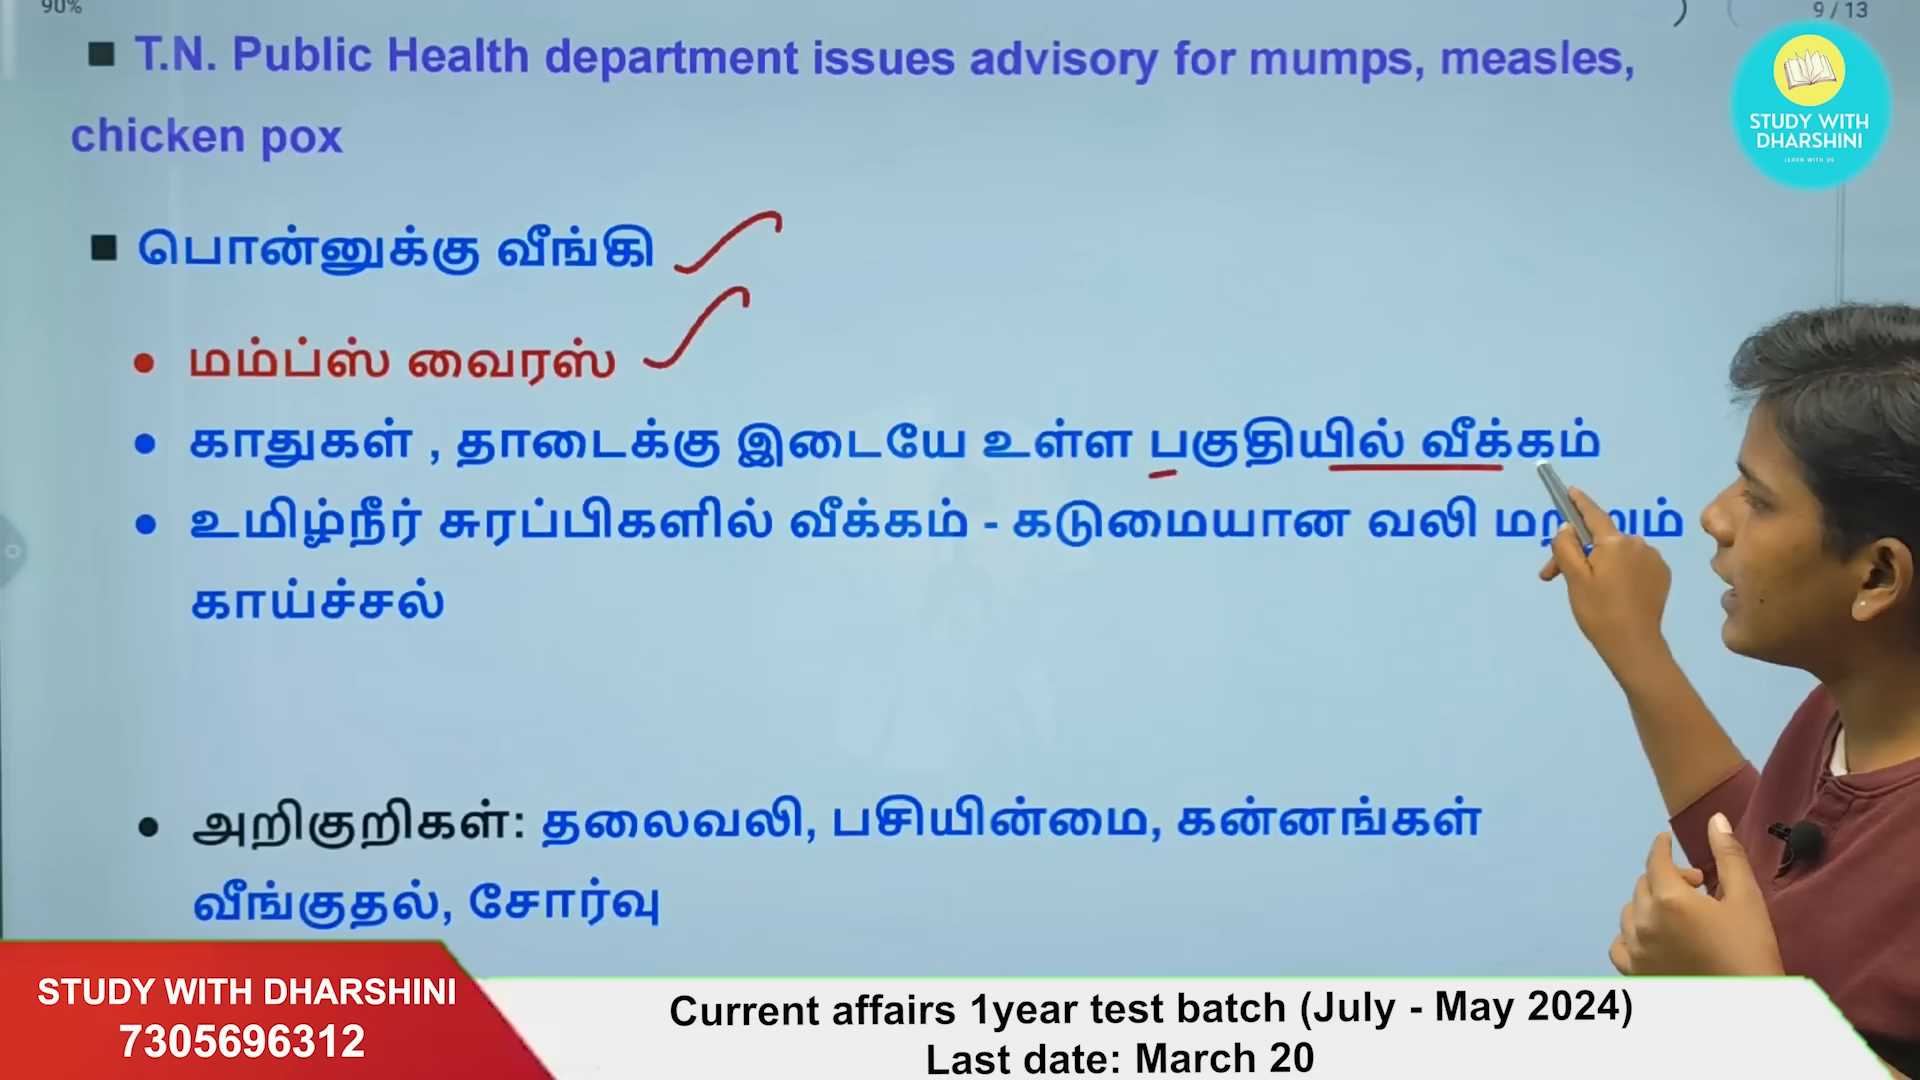 90%
9 / 13
■ T.N. Public Health department issues advisory for mumps, measles,
chicken pox
STUDY WITH
DHARSHINI
LEARN WITH US
■ பொன்னுக்கு வீங்கி
• மம்ப்ஸ் வைரஸ்
• காதுகள் , தாடைக்கு இடையே உள்ள பகுதியில் வீக்கம்
• உமிழ்நீர் சுரப்பிகளில் வீக்கம் - கடுமையான வலி
காய்ச்சல்
• அறிகுறிகள்: தலைவலி, பசியின்மை, கன்னங்கள்
வீங்குதல், சோர்வு
STUDY WITH DHARSHINI
7305696312
Current affairs 1year test batch (July - May 2024)
Last date: March 20